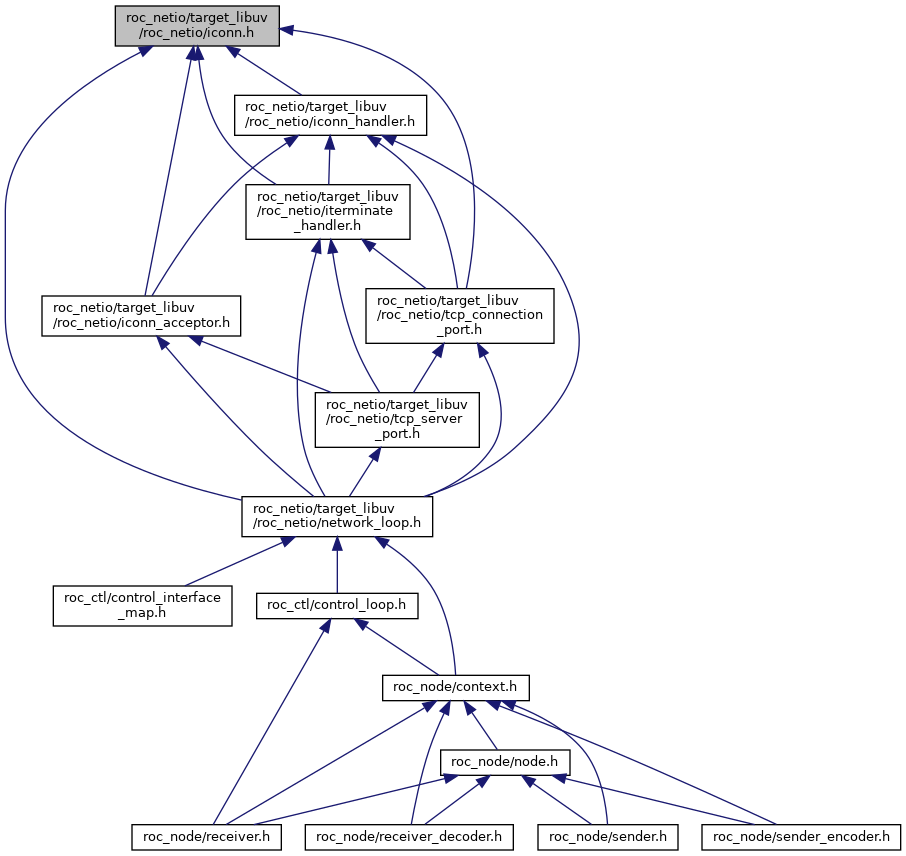 roc_netio/target_libuv
/roc_netio/iconn.h
roc_netio/target_libuv
/roc_netio/iconn_handler.h
roc_netio/target_libuv
/roc_netio/iterminate
_handler.h
roc_netio/target_libuv
/roc_netio/iconn_acceptor.h
roc_netio/target_libuv
/roc_netio/tcp_connection
_port.h
roc_netio/target_libuv
/roc_netio/tcp_server
_port.h
roc_netio/target_libuv
/roc_netio/network_loop.h
roc_ctl/control_interface
_map.h
roc_ctl/control_loop.h
roc_node/context.h
roc_node/node.h
roc_node/receiver.h
roc_node/receiver_decoder.h
roc_node/sender.h
roc_node/sender_encoder.h